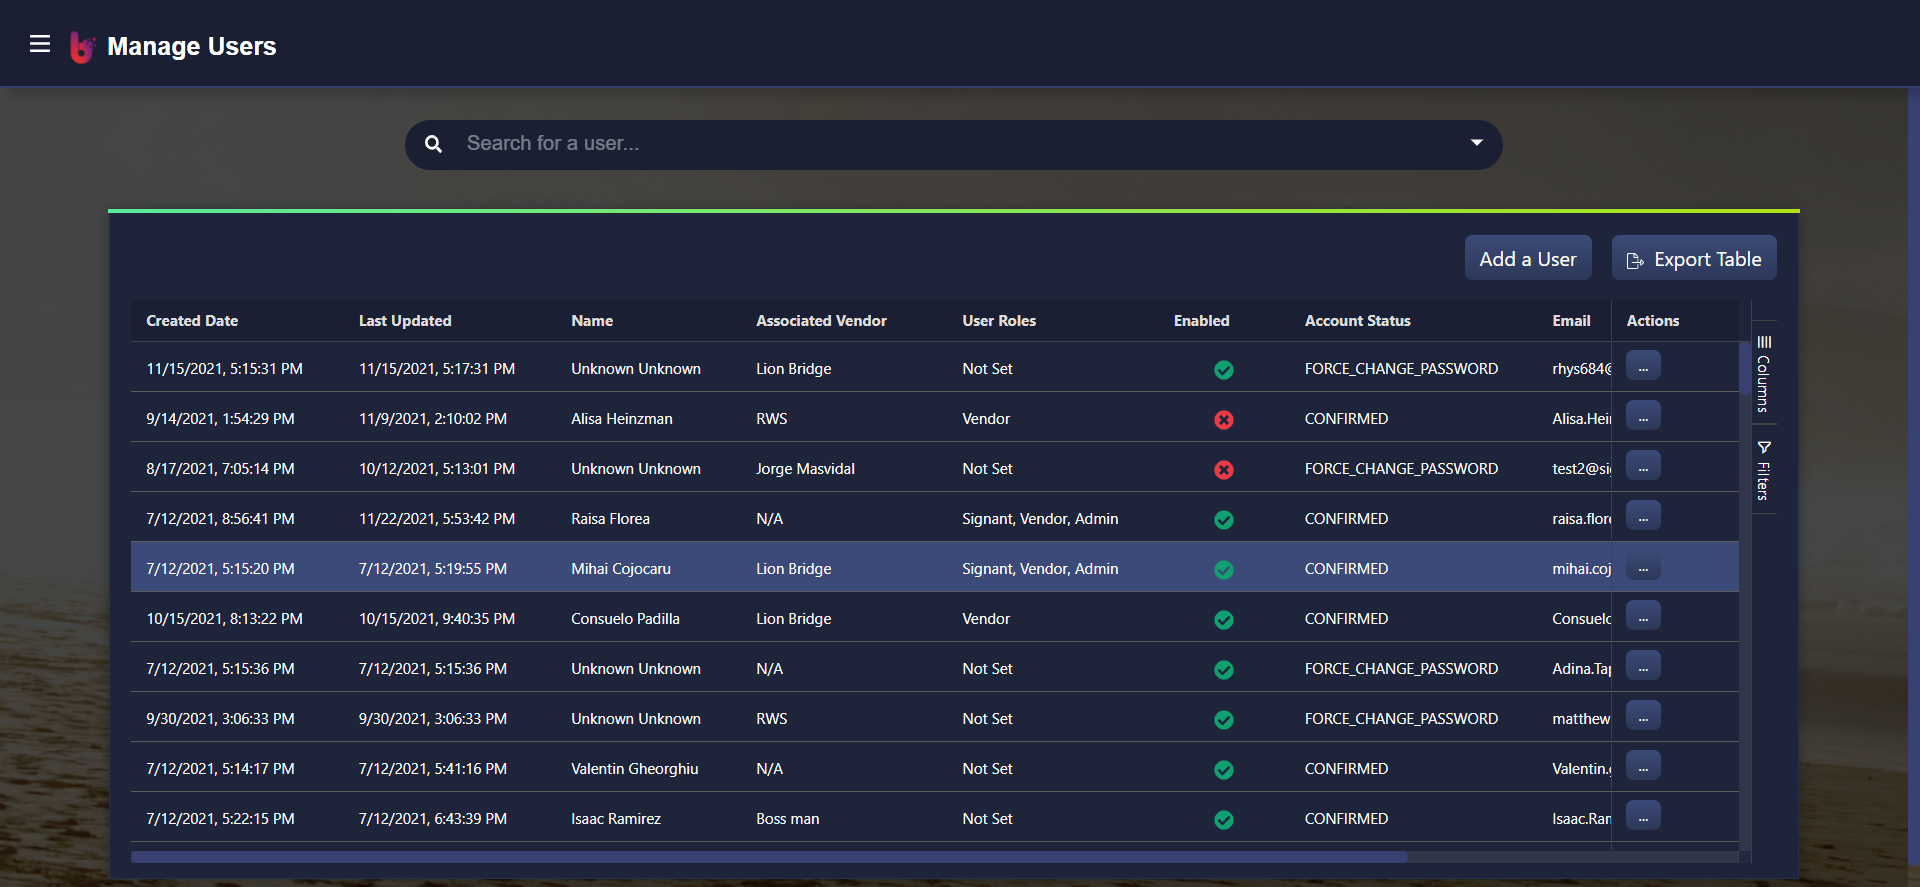 Manage Users
Search for a user...
Add a User Export Table
Created Date Last Updated Name Associated Vendor User Roles Enabled Account Status Email Actions
11/15/2021, 5:15:31 PM 11/15/2021, 5:17:31 PM Unknown Unknown Lion Bridge Not Set FORCE_CHANGE_PASSWORD rhys684@ ...
9/14/2021, 1:54:29 PM 11/9/2021, 2:10:02 PM Alisa Heinzman RWS Vendor CONFIRMED Alisa.Hei ...
8/17/2021, 7:05:14 PM 10/12/2021, 5:13:01 PM Unknown Unknown Jorge Masvidal Not Set FORCE_CHANGE_PASSWORD test2@si ...
7/12/2021, 8:56:41 PM 11/22/2021, 5:53:42 PM Raisa Florea N/A Signant, Vendor, Admin CONFIRMED raisa.flore ...
7/12/2021, 5:15:20 PM 7/12/2021, 5:19:55 PM Mihai Cojocaru Lion Bridge Signant, Vendor, Admin CONFIRMED mihai.coj ...
10/15/2021, 8:13:22 PM 10/15/2021, 9:40:35 PM Consuelo Padilla Lion Bridge Vendor CONFIRMED Consuelo ...
7/12/2021, 5:15:36 PM 7/12/2021, 5:15:36 PM Unknown Unknown N/A Not Set FORCE_CHANGE_PASSWORD Adina.Tap ...
9/30/2021, 3:06:33 PM 9/30/2021, 3:06:33 PM Unknown Unknown RWS Not Set FORCE_CHANGE_PASSWORD matthew ...
7/12/2021, 5:14:17 PM 7/12/2021, 5:41:16 PM Valentin Gheorghiu N/A Not Set CONFIRMED Valentin.g ...
7/12/2021, 5:22:15 PM 7/12/2021, 6:43:39 PM Isaac Ramirez Boss man Not Set CONFIRMED Isaac.Ram ...
Columns
Filters